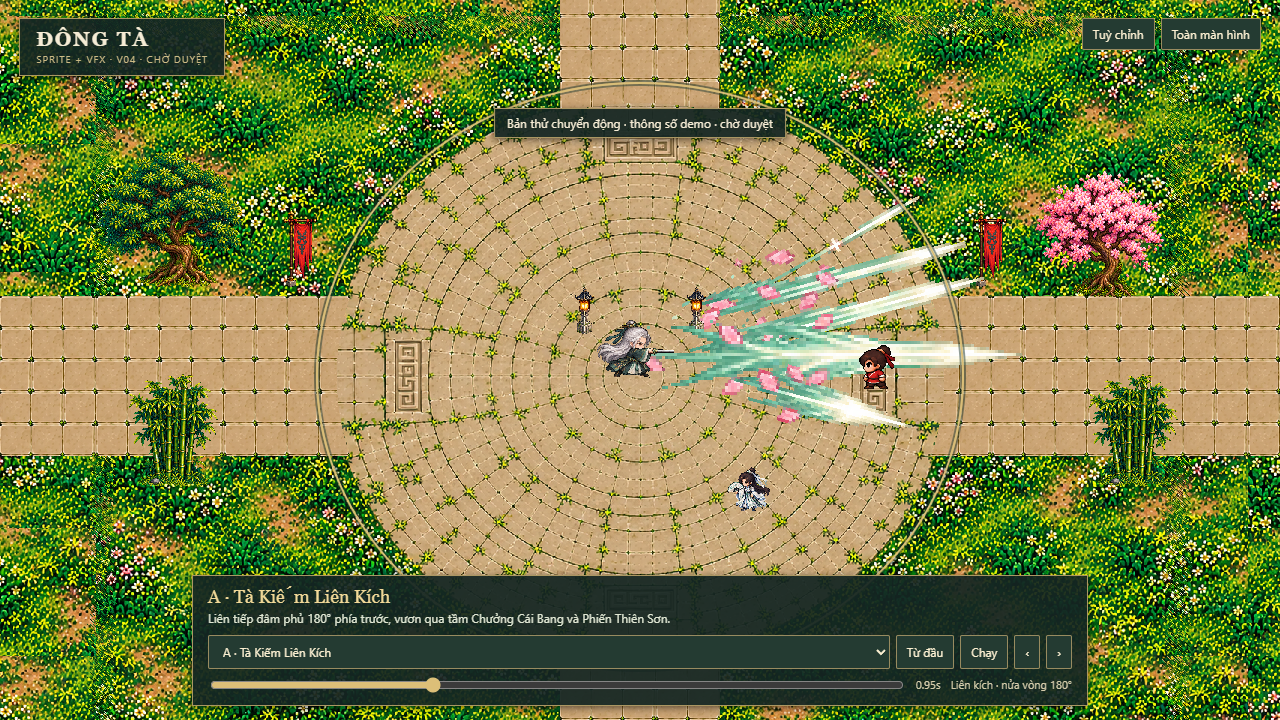 ĐÔNG TÀ
SPRITE + VFX · V04 · CHỜ DUYỆT
Tuỳ chỉnh
Toàn màn hình
Bản thử chuyển động · thông số demo · chờ duyệt
A · Tà Kiếm Liên Kích
Liên tiếp đâm phủ 180° phía trước, vươn qua tầm Chưởng Cái Bang và Phiến Thiên Sơn.
A · Tà Kiếm Liên Kích
Từ đầu
Chạy
‹
›
0.95s
Liên kích · nửa vòng 180°